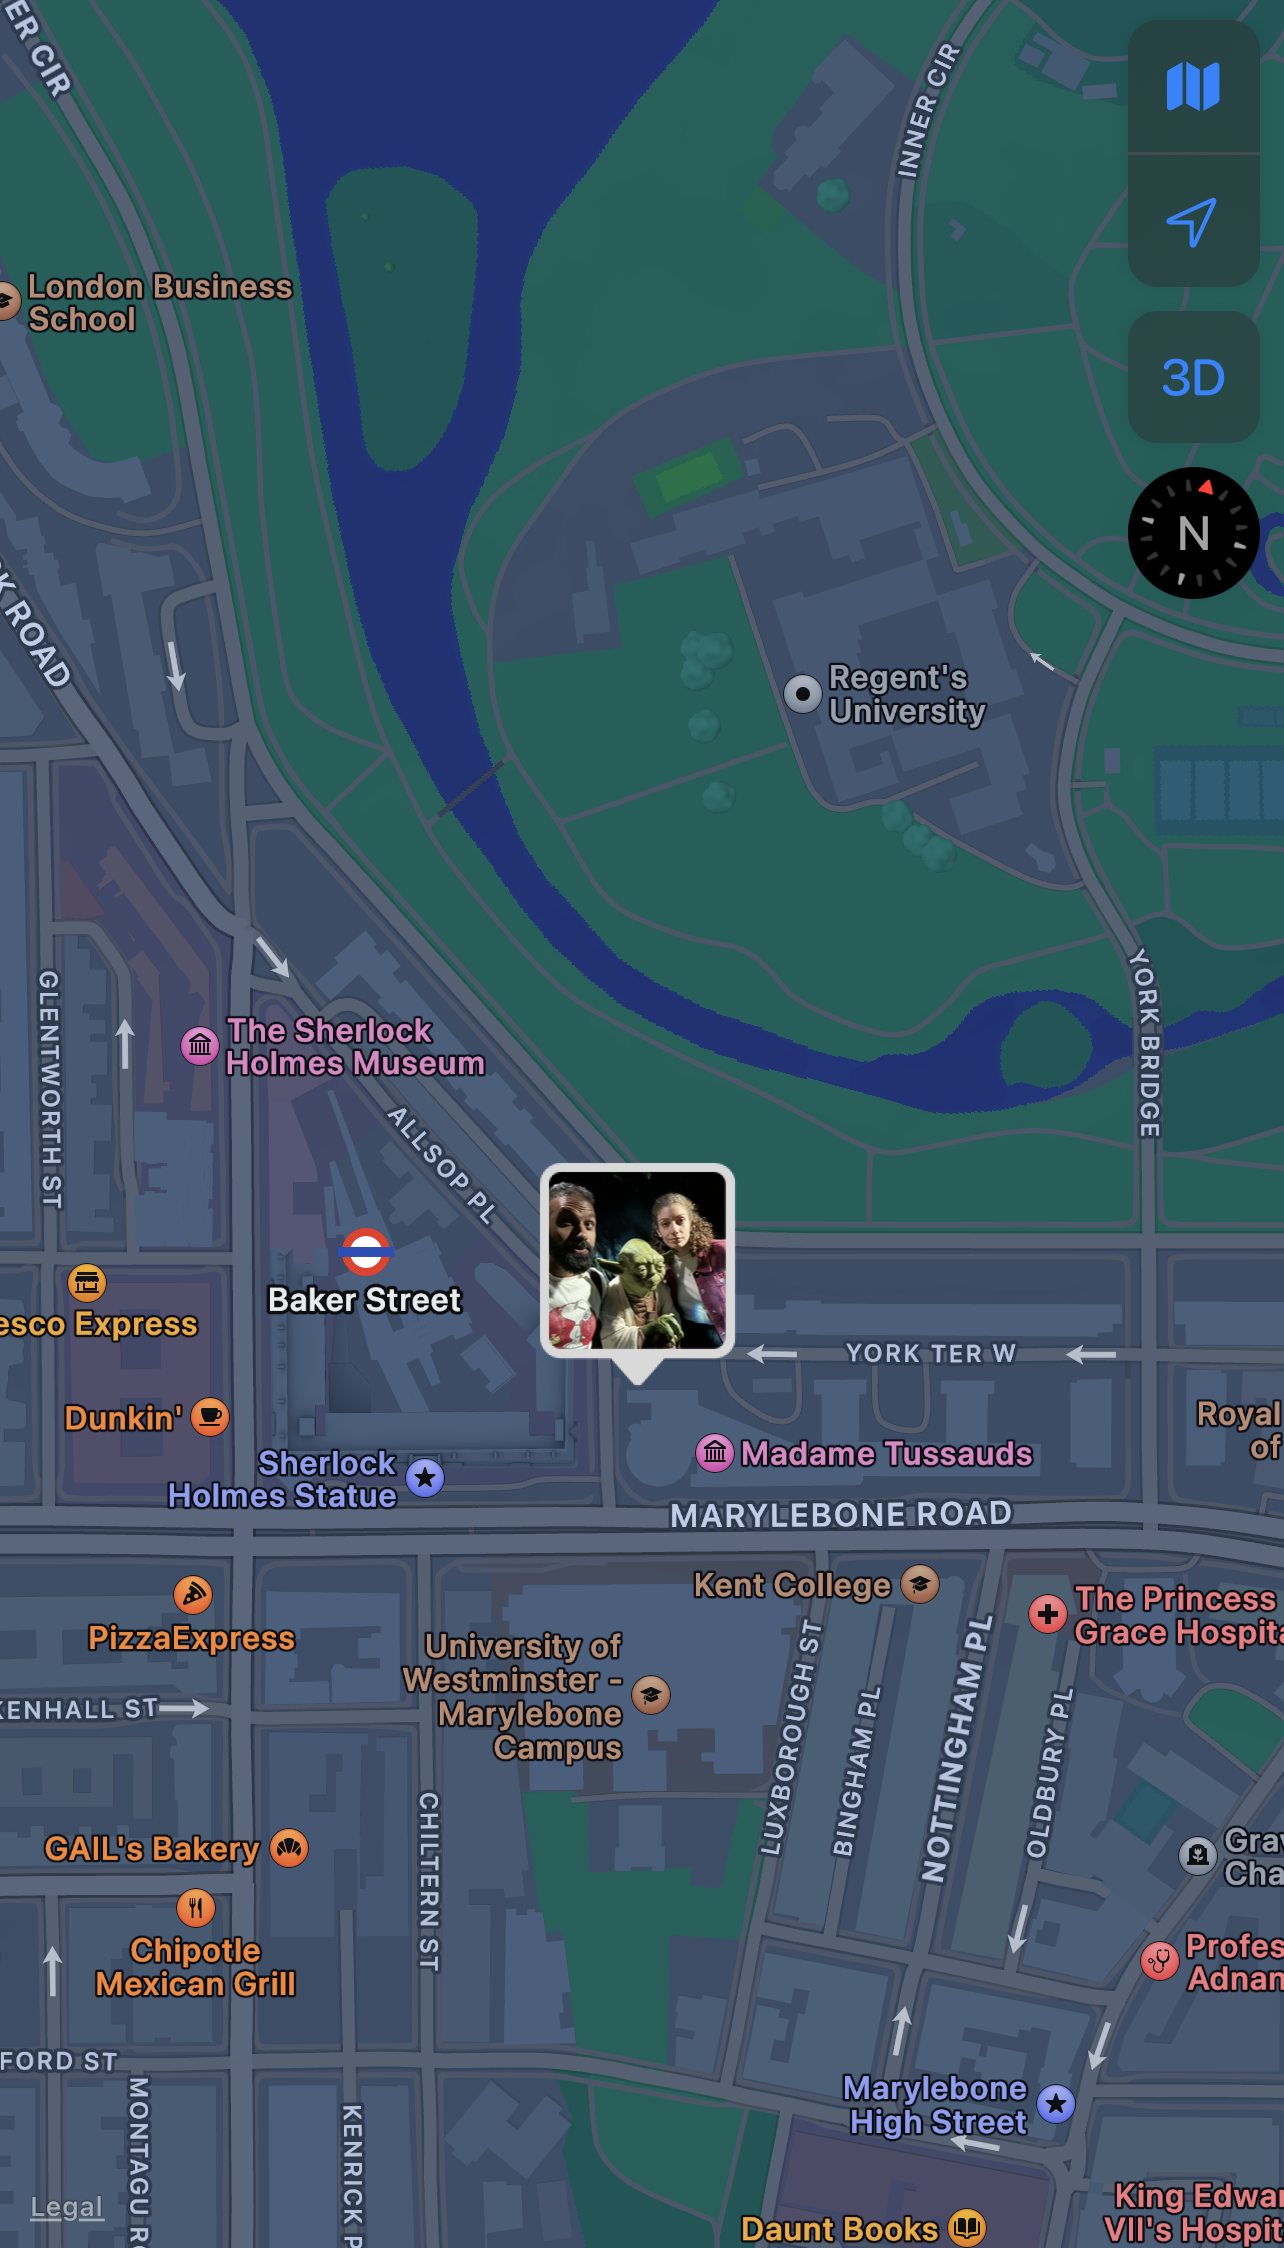 ER CIR
INNER CIR
London Business
School
3D
N
K ROAD
Regent's
University
GLENTWORTH ST
YORK BRIDGE
The Sherlock
Holmes Museum
ALLSOP PL
Baker Street
esco Express
YORK TER W
Dunkin'
Royal
of
Madame Tussauds
Sherlock
Holmes Statue
MARYLEBONE ROAD
Kent College
The Princess
Grace Hospita
PizzaExpress
University of
Westminster -
Marylebone
Campus
LUXBOROUGH ST
BINGHAM PL
NOTTINGHAM PL
OLDBURY PL
KENHALL ST
CHILTERN ST
GAIL's Bakery
Gra
Cha
Chipotle
Mexican Grill
Profes
Adnan
FORD ST
MONTAGU R
KENRICK P
Marylebone
High Street
Legal
King Edwa
VII's Hospit
Daunt Books